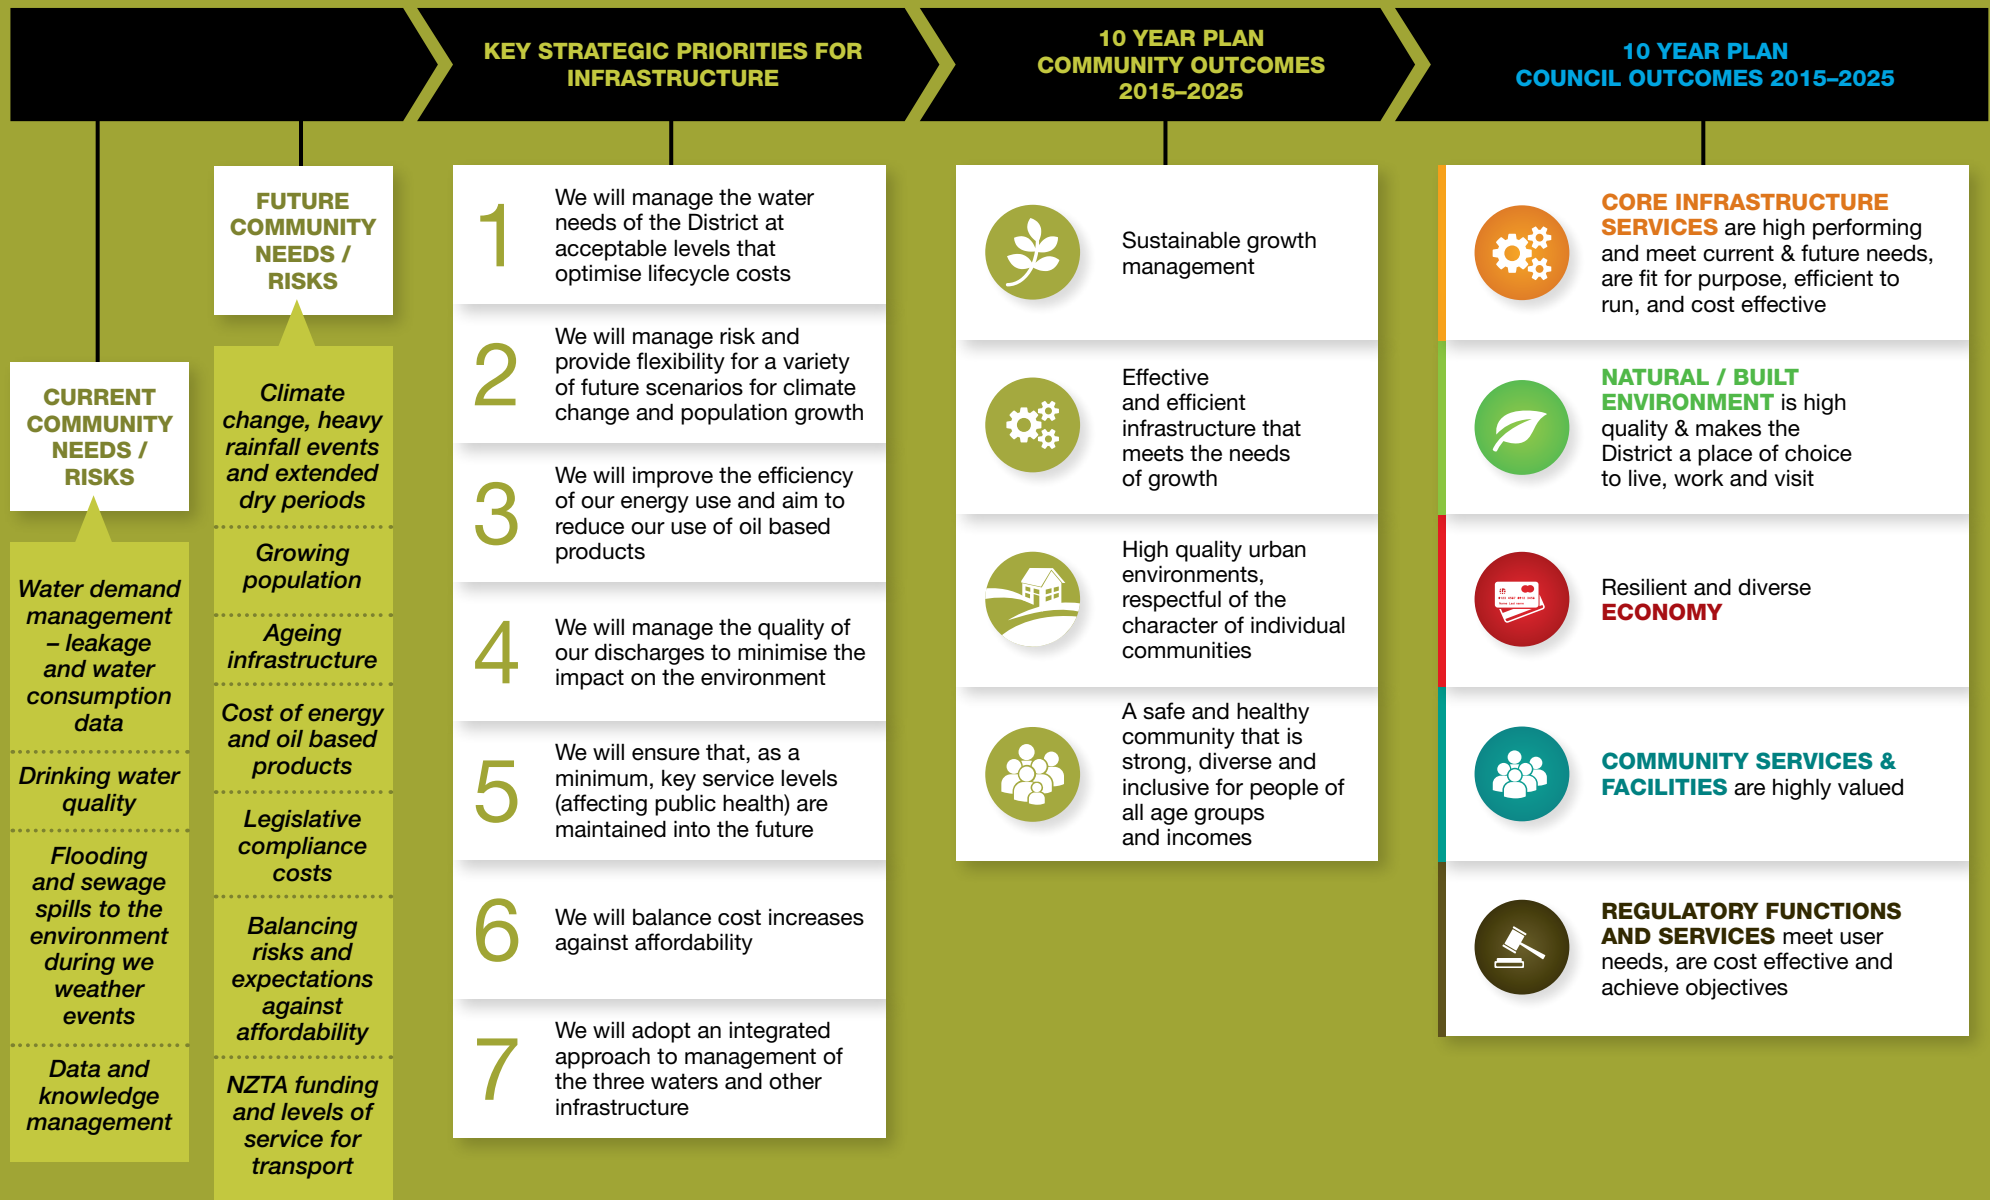 KEY STRATEGIC PRIORITIES FOR
INFRASTRUCTURE
10 YEAR PLAN
COMMUNITY OUTCOMES
2015–2025
10 YEAR PLAN
COUNCIL OUTCOMES 2015–2025
CURRENT
COMMUNITY
NEEDS /
RISKS
Water demand
management
– leakage
and water
consumption
data
Drinking water
quality
Flooding
and sewage
spills to the
environment
during we
weather
events
Data and
knowledge
management
FUTURE
COMMUNITY
NEEDS /
RISKS
Climate
change, heavy
rainfall events
and extended
dry periods
Growing
population
Ageing
infrastructure
Cost of energy
and oil based
products
Legislative
compliance
costs
Balancing
risks and
expectations
against
affordability
NZTA funding
and levels of
service for
transport
1
We will manage the water
needs of the District at
acceptable levels that
optimise lifecycle costs
2
We will manage risk and
provide flexibility for a variety
of future scenarios for climate
change and population growth
3
We will improve the efficiency
of our energy use and aim to
reduce our use of oil based
products
4
We will manage the quality of
our discharges to minimise the
impact on the environment
5
We will ensure that, as a
minimum, key service levels
(affecting public health) are
maintained into the future
6
We will balance cost increases
against affordability
7
We will adopt an integrated
approach to management of
the three waters and other
infrastructure
Sustainable growth
management
Effective
and efficient
infrastructure that
meets the needs
of growth
High quality urban
environments,
respectful of the
character of individual
communities
A safe and healthy
community that is
strong, diverse and
inclusive for people of
all age groups
and incomes
CORE INFRASTRUCTURE
SERVICES are high performing
and meet current & future needs,
are fit for purpose, efficient to
run, and cost effective
NATURAL / BUILT
ENVIRONMENT is high
quality & makes the
District a place of choice
to live, work and visit
Resilient and diverse
ECONOMY
COMMUNITY SERVICES &
FACILITIES are highly valued
REGULATORY FUNCTIONS
AND SERVICES meet user
needs, are cost effective and
achieve objectives